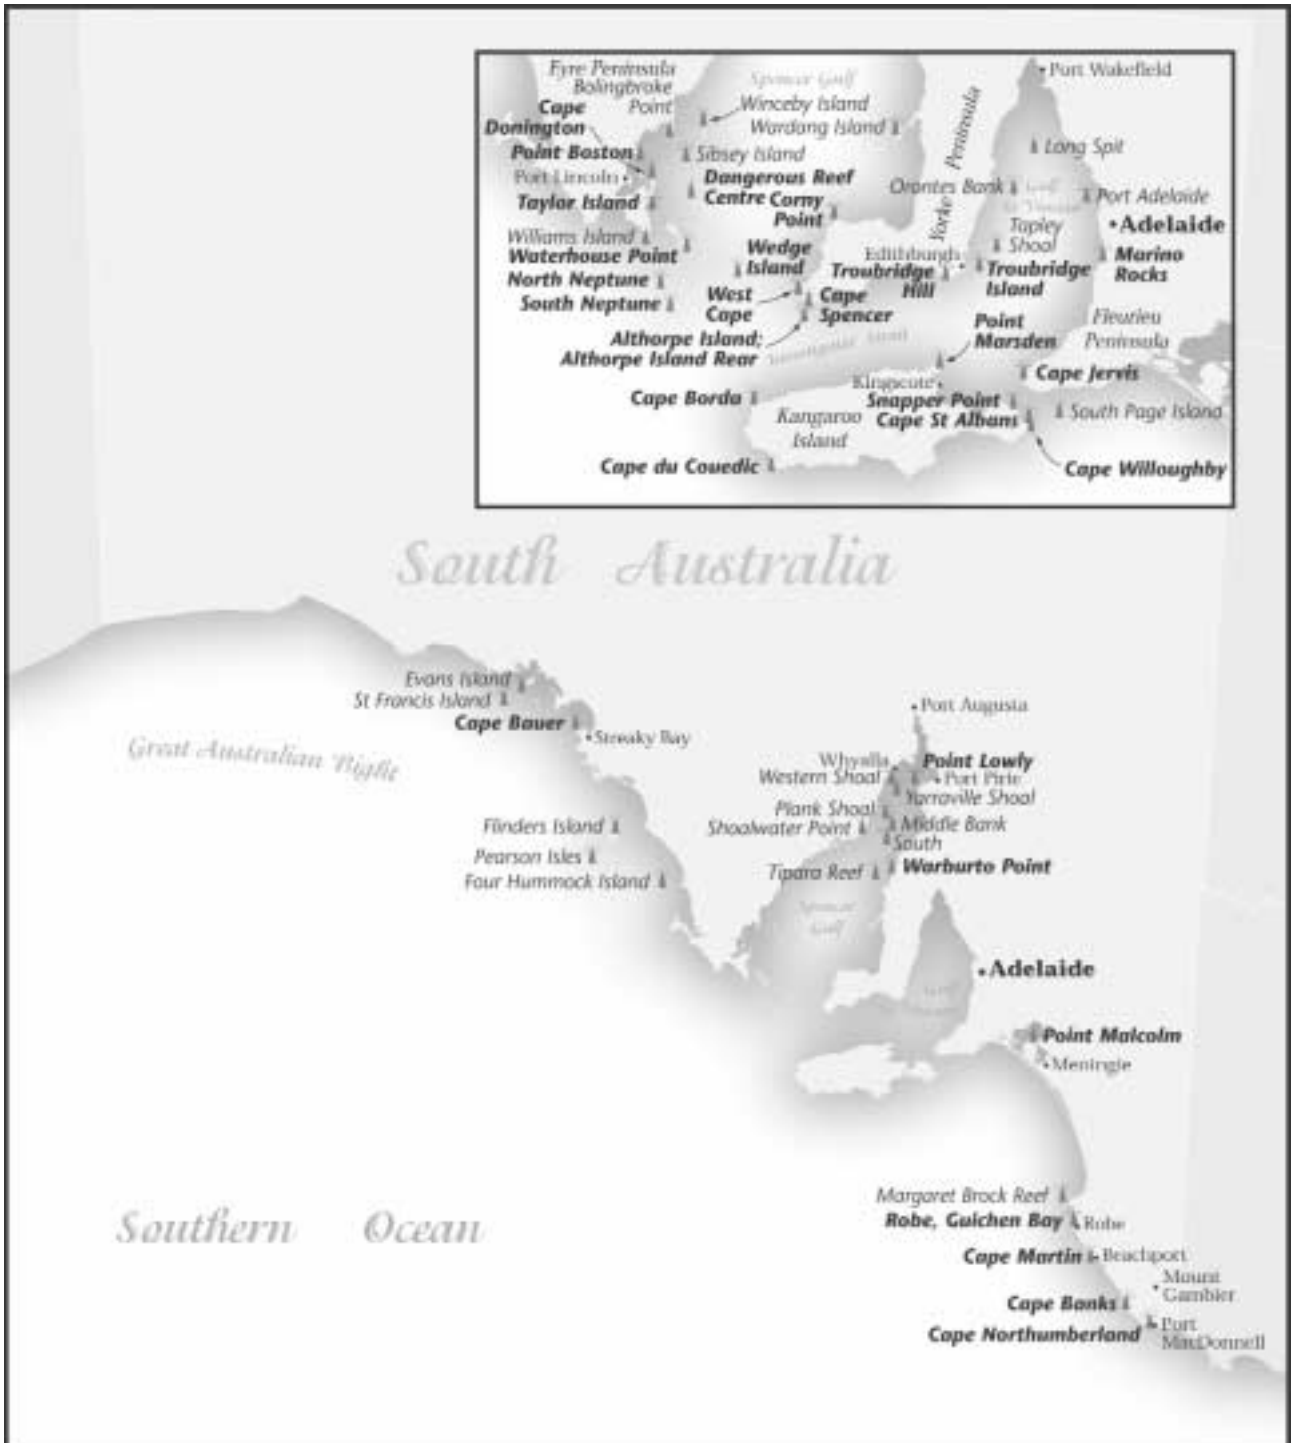 Eyre Peninsula
Bolingbroke
Point
Spencer Gulf
Port Wakefield
Cape
Donington
Winceby Island
Wardang Island
Yorke Peninsula
Long Spit
Point Boston
Sibsey Island
Port Lincoln
Dangerous Reef
Orontes Bank
Gulf
Port Adelaide
Taylor Island
Centre Corny
Point
Tapley
Shoal
Adelaide
Williams Island
Waterhouse Point
Wedge
Island
Edithburgh
Troubridge
Hill
Troubridge
Island
Marino
Rocks
North Neptune
South Neptune
West
Cape
Cape
Spencer
Point
Marsden
Fleurieu
Peninsula
Althorpe Island;
Althorpe Island Rear
Kingscote
Cape Jervis
Cape Borda
Snapper Point
Kangaroo
Island
Cape St Albans
South Page Island
Cape du Couedic
Cape Willoughby
South Australia
Evans Island
St Francis Island
Cape Bauer
Streaky Bay
Port Augusta
Great Australian Bight
Whyalla
Point Lowly
Western Shoal
Port Pirie
Yarraville Shoal
Plank Shoal
Flinders Island
Shoalwater Point
Middle Bank
South
Pearson Isles
Warburto Point
Four Hummock Island
Tipara Reef
Spencer
Gulf
Adelaide
Gulf
Point Malcolm
Meningie
Margaret Brock Reef
Southern Ocean
Robe, Guichen Bay
Robe
Cape Martin
Beachport
Mount
Gambier
Cape Banks
Port
MacDonnell
Cape Northumberland